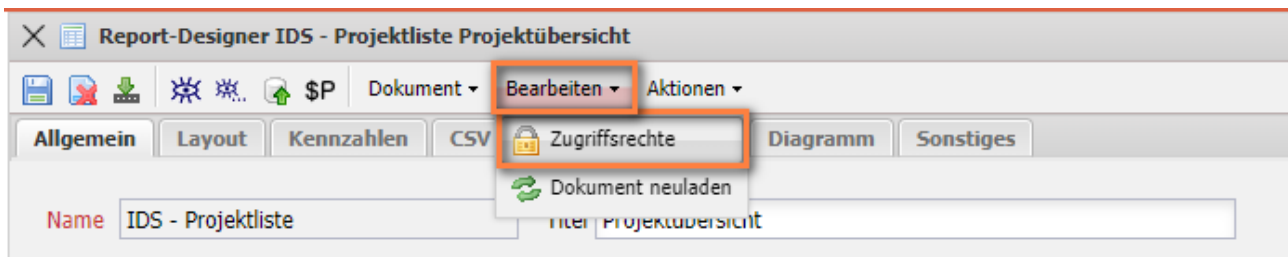 Report-Designer IDS - Projektliste Projektübersicht
$P Dokument Bearbeiten Aktionen
Allgemein Layout Kennzahlen CSV Zugriffsrechte Diagramm Sonstiges
Dokument neuladen
Name IDS - Projektliste Titel Projektübersicht